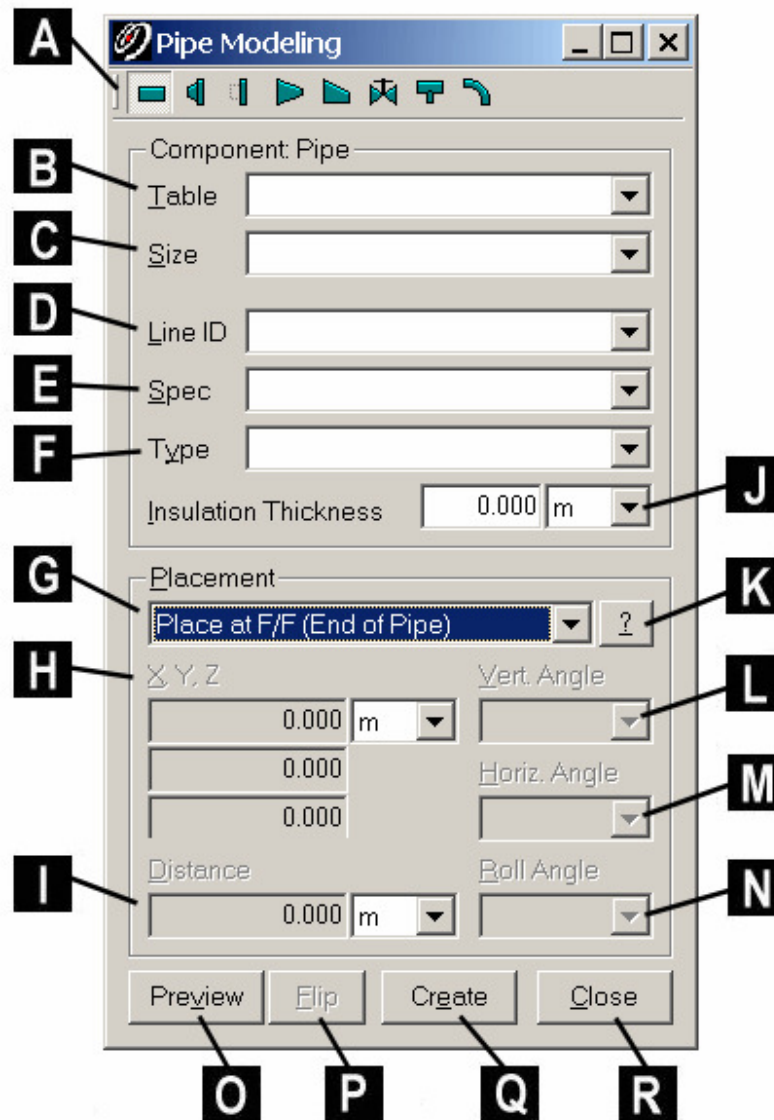 A
Pipe Modeling
Component: Pipe
B
Table
C
Size
D
Line ID
E
Spec
F
Type
Insulation Thickness 0.000 m
J
G
Placement
Place at F/F (End of Pipe) ?
K
H
X, Y, Z Vert. Angle
0.000 m
L
0.000 Horiz. Angle
0.000
M
I
Distance Roll Angle
0.000 m
N
Preview Flip Create Close
O P Q R